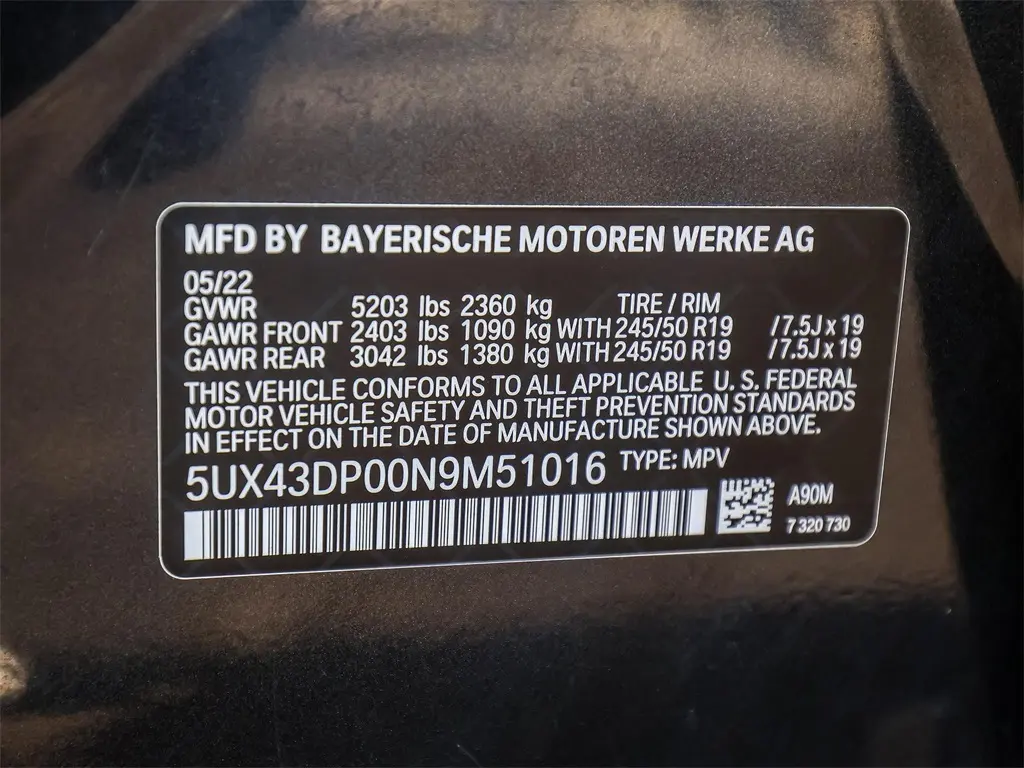 MFD BY BAYERISCHE MOTOREN WERKE AG
05/22
GVWR 5203 lbs 2360 kg TIRE / RIM
GAWR FRONT 2403 lbs 1090 kg WITH 245/50 R19 /7.5J x 19
GAWR REAR 3042 lbs 1380 kg WITH 245/50 R19 /7.5J x 19
THIS VEHICLE CONFORMS TO ALL APPLICABLE U. S. FEDERAL
MOTOR VEHICLE SAFETY AND THEFT PREVENTION STANDARDS
IN EFFECT ON THE DATE OF MANUFACTURE SHOWN ABOVE.
5UX43DP00N9M51016 TYPE: MPV
A90M
7 320 730